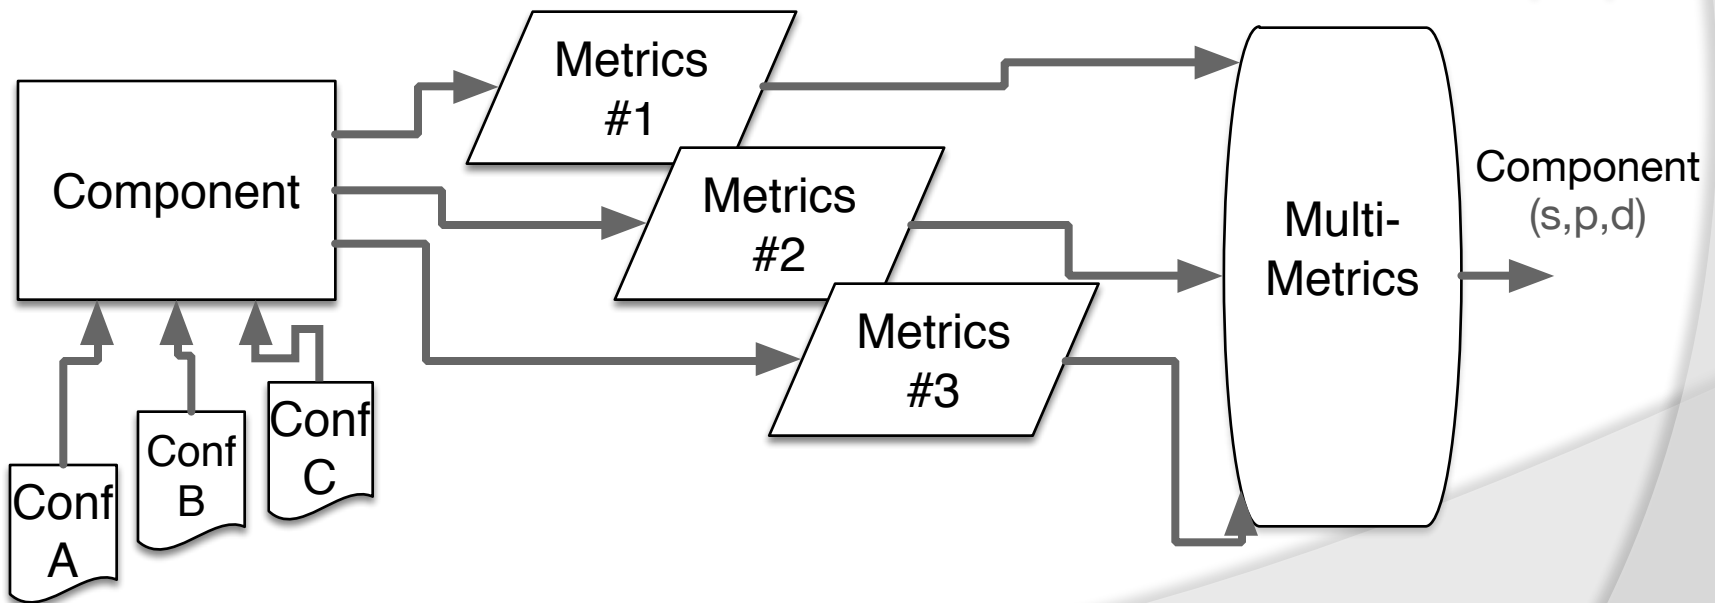 Metrics
#1
Component
Metrics
#2
Metrics
#3
Multi-
Metrics
Component
(s,p,d)
Conf
A
Conf
B
Conf
C